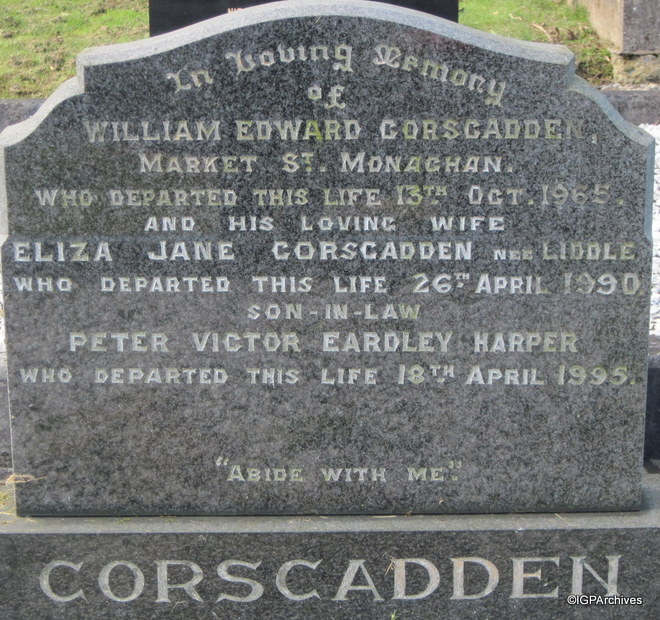 In Loving Memory
of
WILLIAM EDWARD CORSCADDEN,
MARKET ST. MONAGHAN.
WHO DEPARTED THIS LIFE 13TH OCT. 1965.
AND HIS LOVING WIFE
ELIZA JANE CORSCADDEN NEE LIDDLE
WHO DEPARTED THIS LIFE 26TH APRIL 1990
SON-IN-LAW
PETER VICTOR EARDLEY HARPER
WHO DEPARTED THIS LIFE 18TH APRIL 1995.
"ABIDE WITH ME".
CORSCADDEN
©IGPArchives